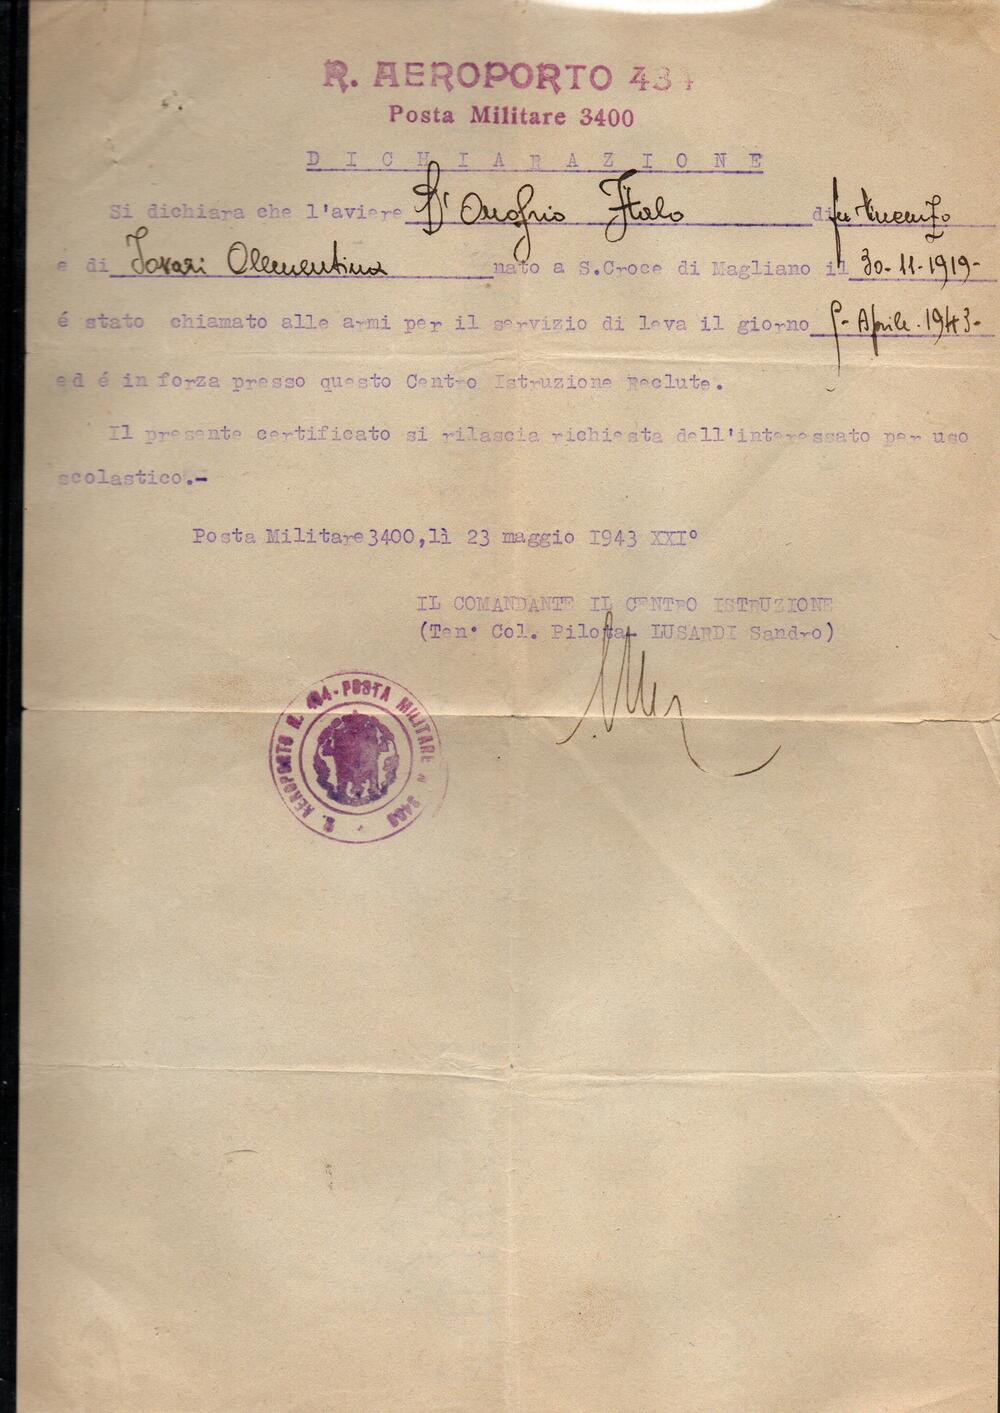 R. AEROPORTO 434
Posta Militare 3400
DICHIARAZIONE
Si dichiara che l'aviere D'Onofrio Italo di fu Vincenzo
e di Clementina nato a S.Croce di Magliano il 30-11-1919-
é stato chiamato alle armi per il servizio di leva il giorno Aprile.1943-
ed é in forza presso questo Centro Istruzione Reclute.
Il presente certificato si rilascia richiesta dell'interessato per uso
scolastico.-
Posta Militare 3400, lì 23 maggio 1943 XXI°
IL COMANDANTE IL CENTRO ISTRUZIONE
(Ten. Col. Pilota LUSARDI Sandro)
R. AEROPORTO N. 434 - POSTA MILITARE N 3400